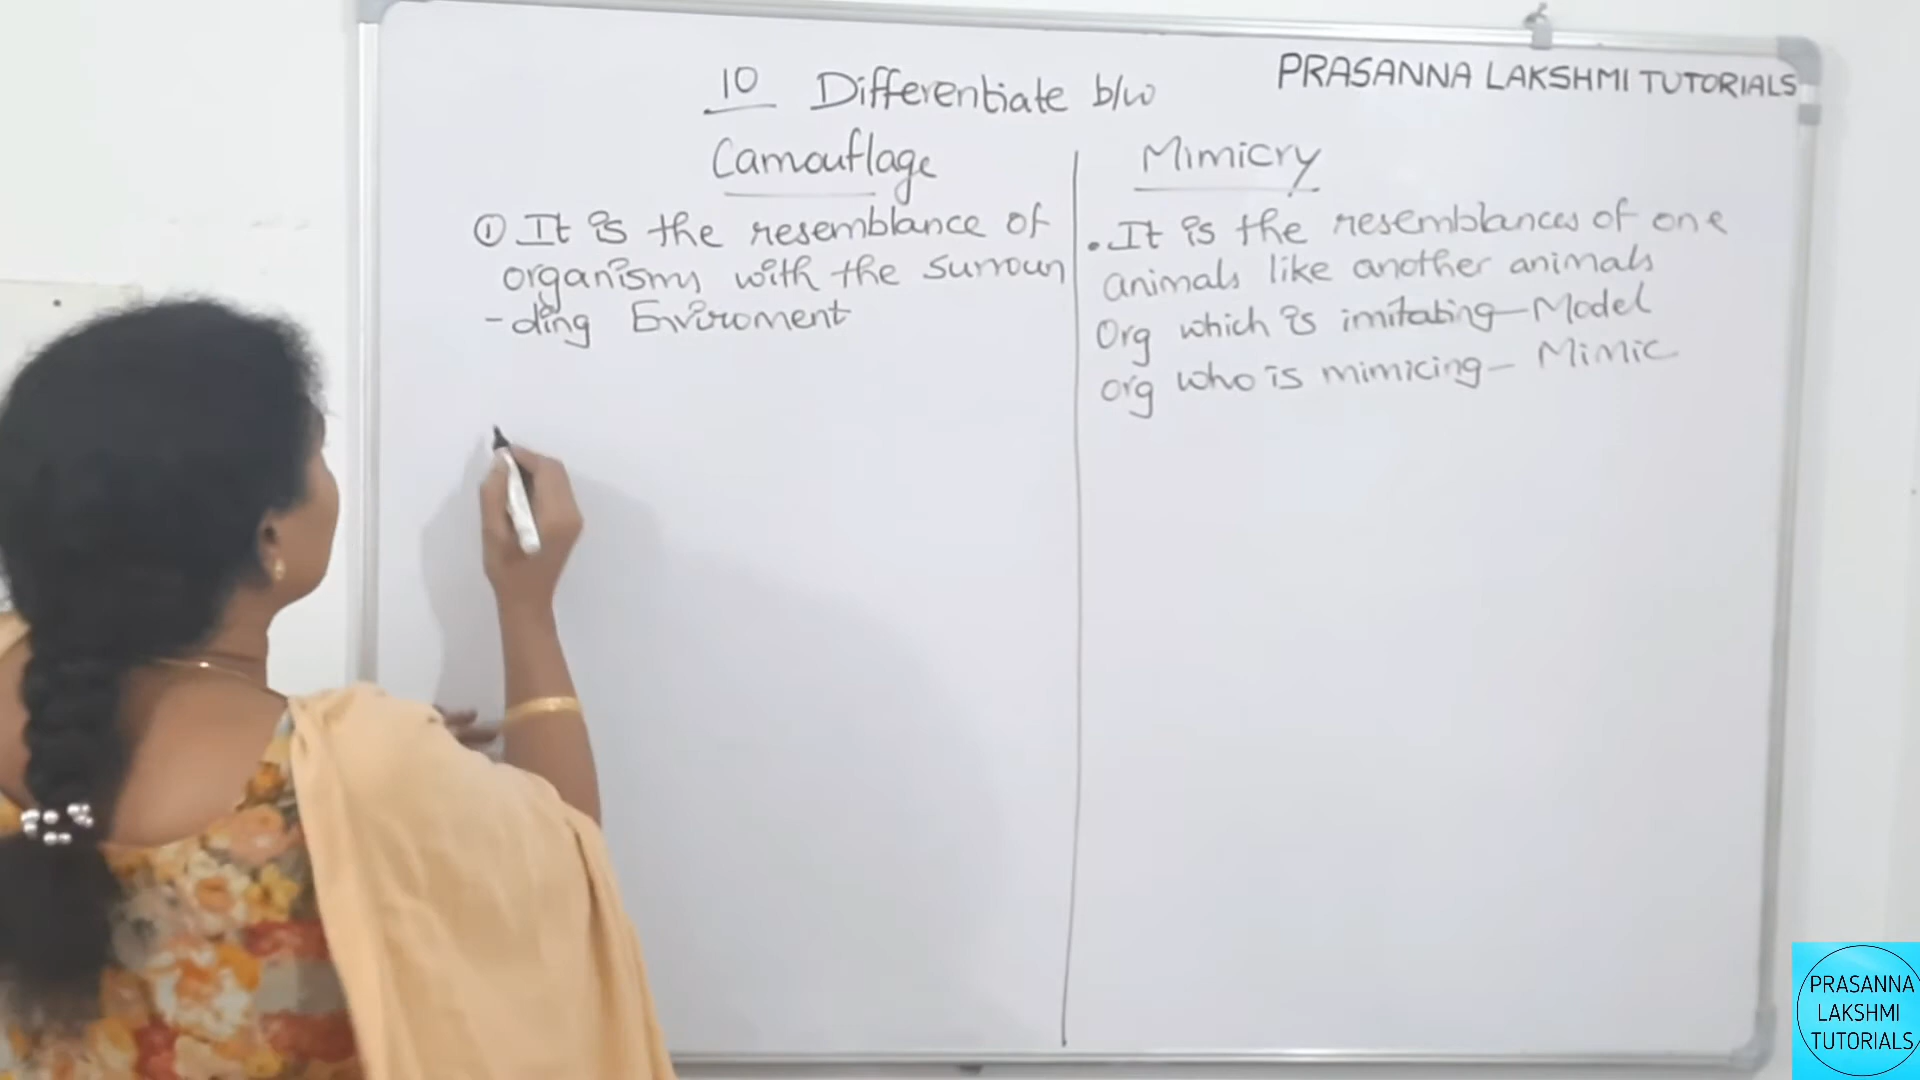 PRASANNA LAKSHMI TUTORIALS
10 Differentiate b/w
Camouflage
① It is the resemblance of
organisms with the surroun
-ding Enviroment
Mimicry
. It is the resemblances of one
animals like another animals
Org which is imitating - Model
org who is mimicing - Mimic
PRASANNA
LAKSHMI
TUTORIALS